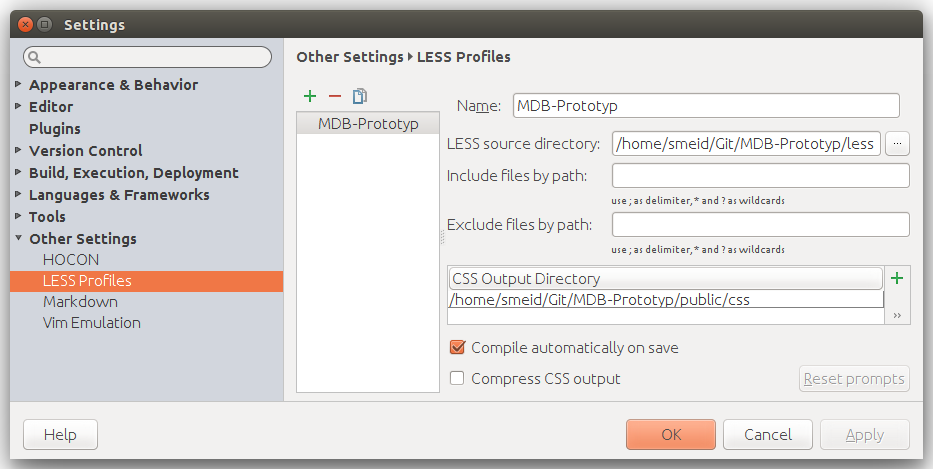 Settings
Appearance & Behavior
Editor
Plugins
Version Control
Build, Execution, Deployment
Languages & Frameworks
Tools
Other Settings
HOCON
LESS Profiles
Markdown
Vim Emulation
Other Settings ▸ LESS Profiles
MDB-Prototyp
Name: MDB-Prototyp
LESS source directory: /home/smeid/Git/MDB-Prototyp/less ...
Include files by path:
use ; as delimiter, * and ? as wildcards
Exclude files by path:
use ; as delimiter, * and ? as wildcards
CSS Output Directory
/home/smeid/Git/MDB-Prototyp/public/css
Compile automatically on save
Compress CSS output
Reset prompts
Help
OK
Cancel
Apply